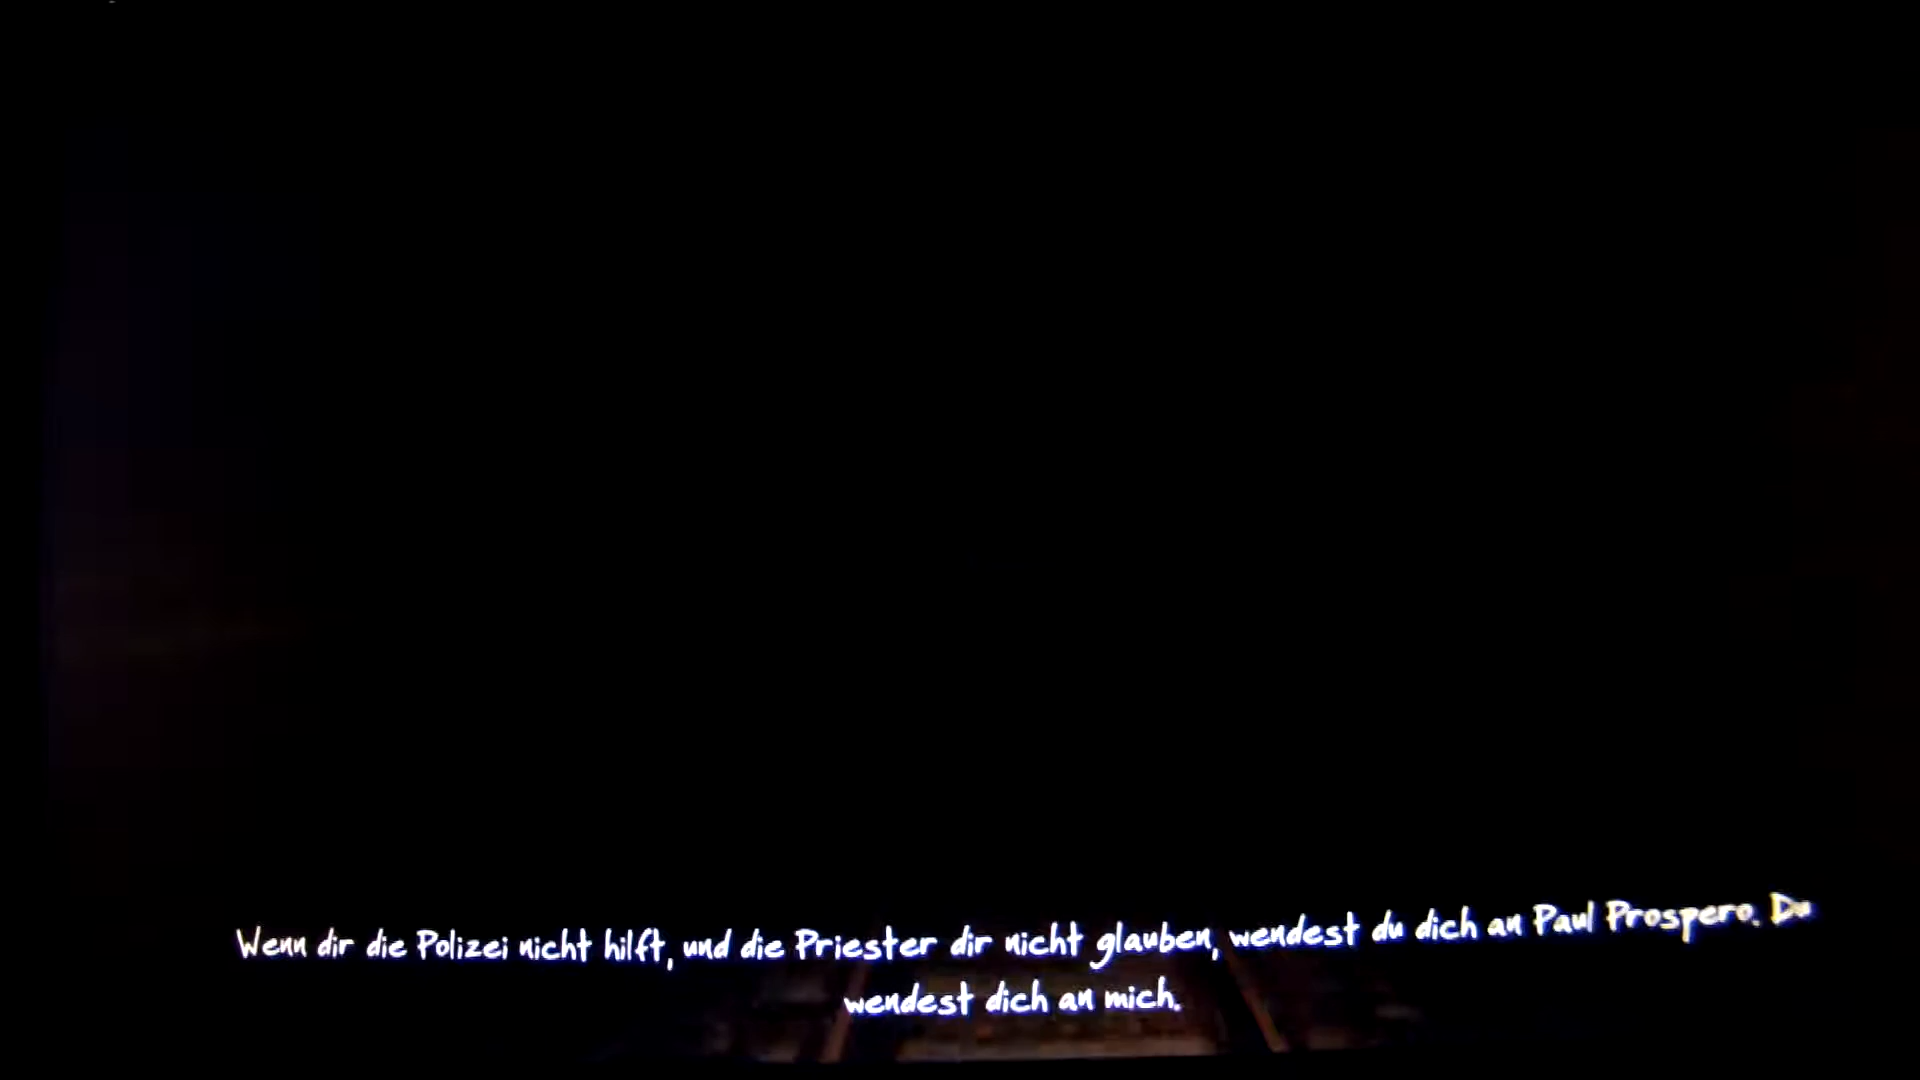 Wenn dir die Polizei nicht hilft, und die Priester dir nicht glauben, wendest du dich an Paul Prospero. Du
wendest dich an mich.